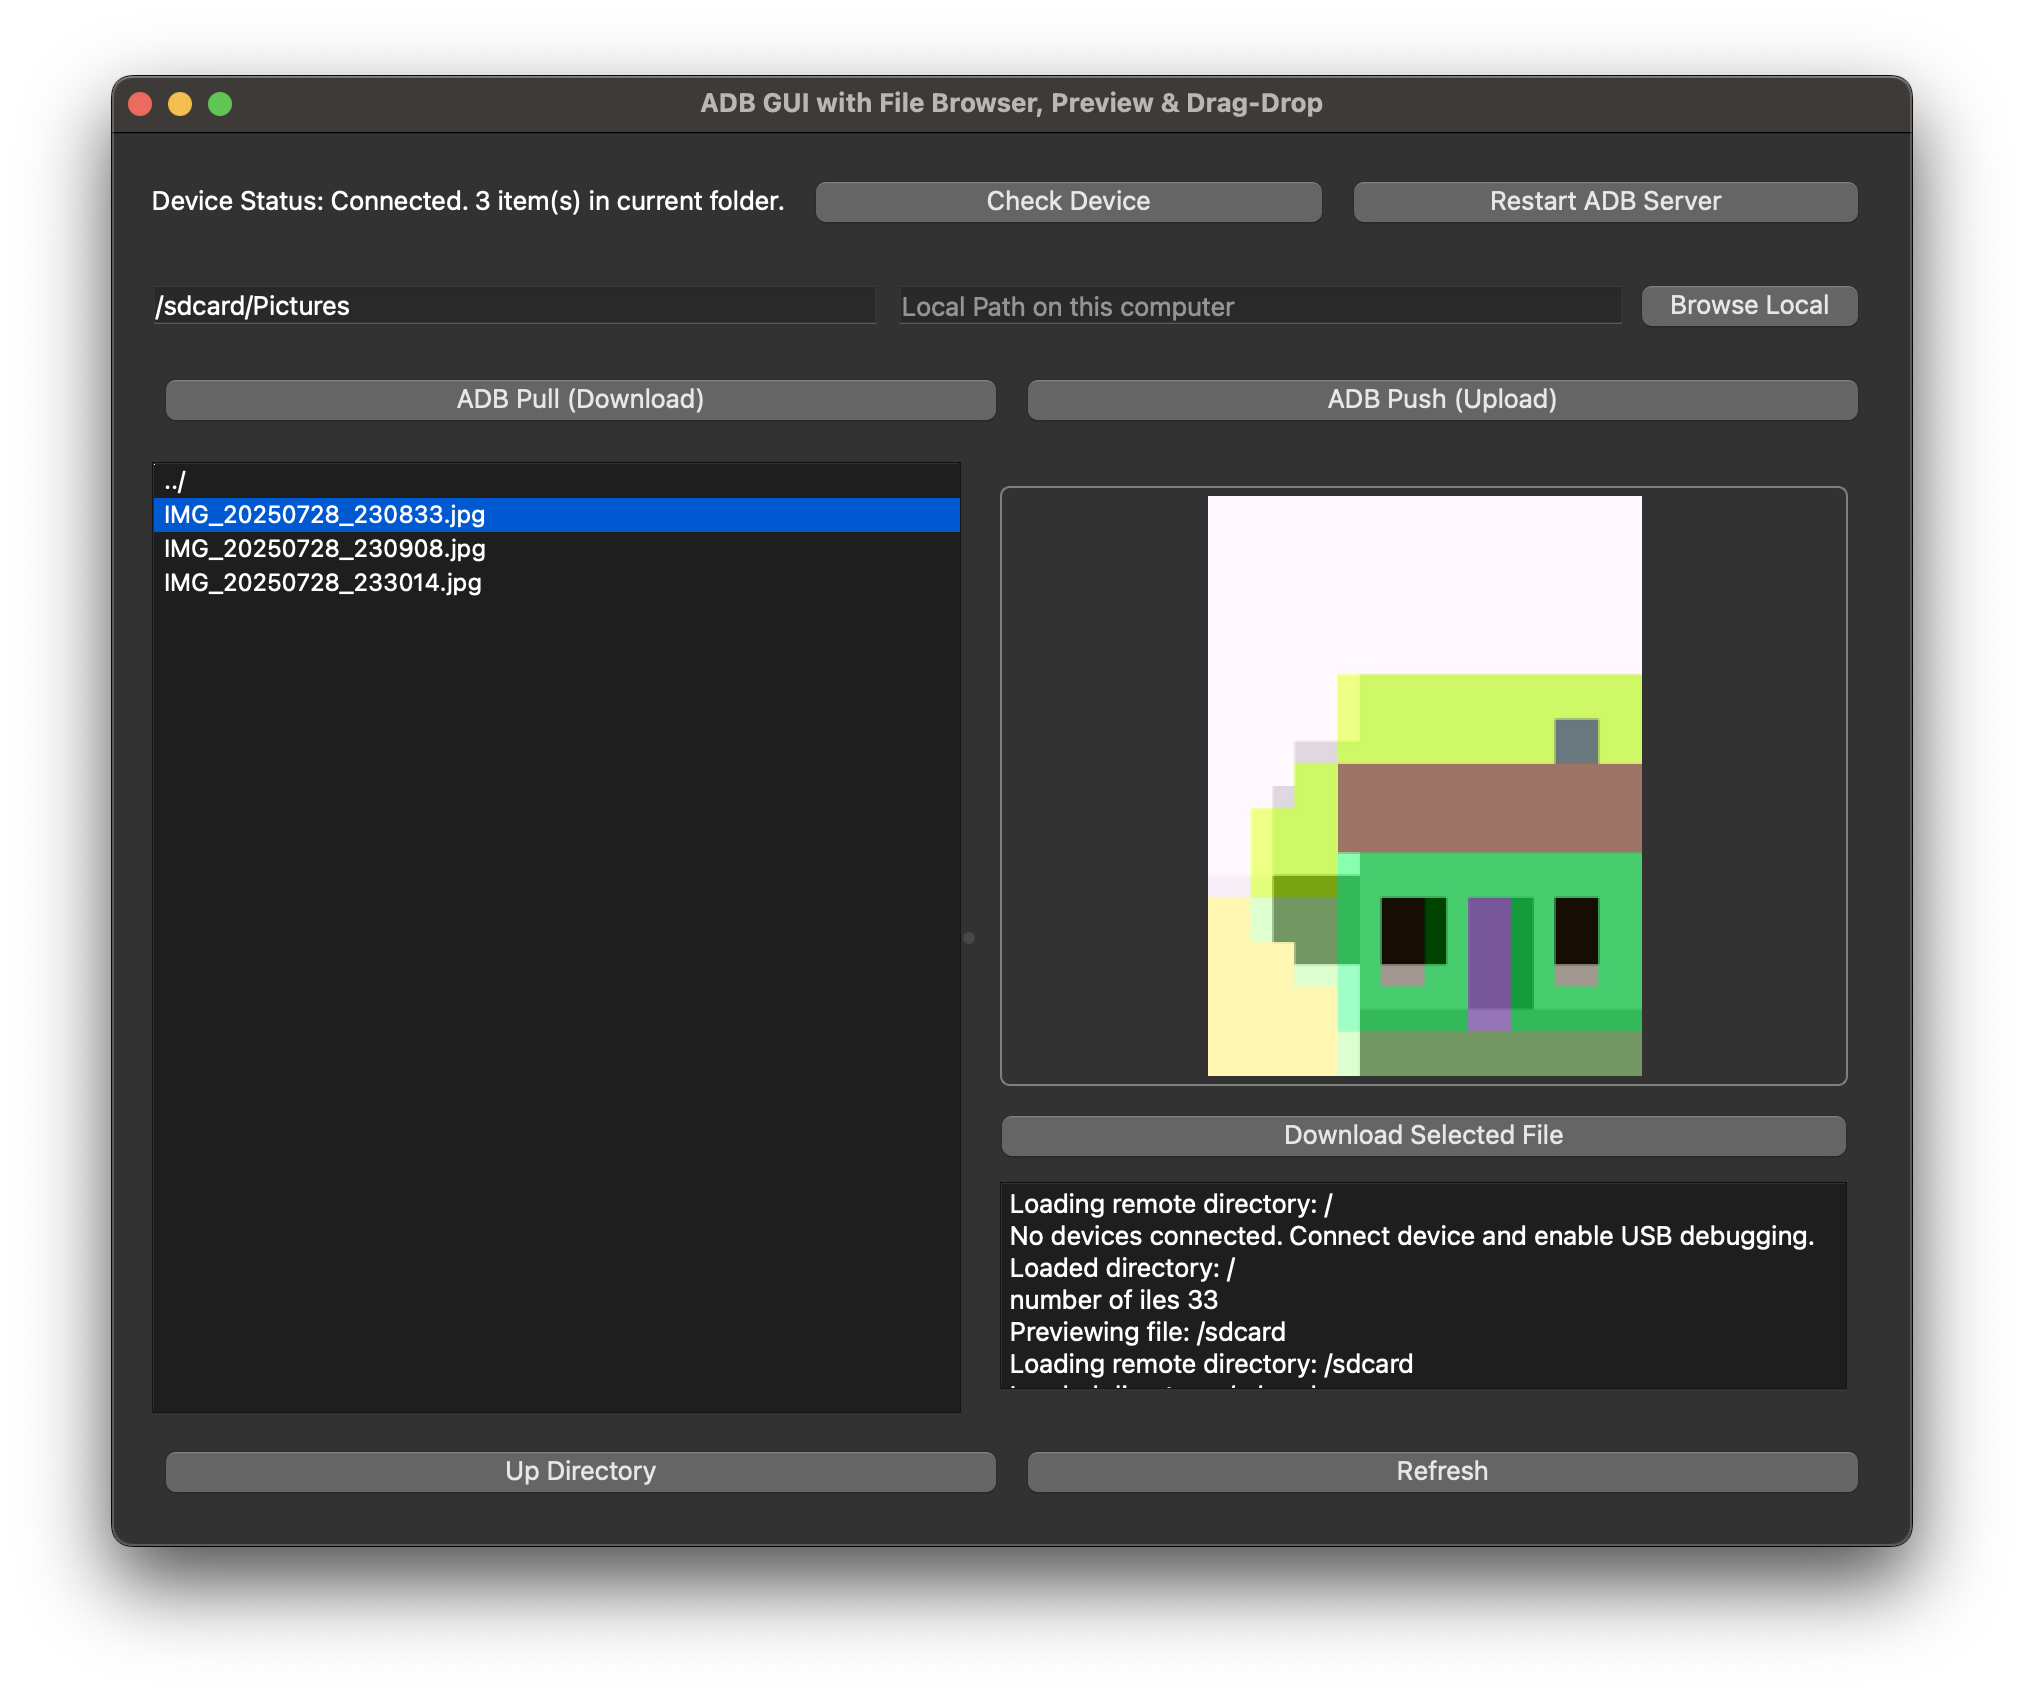 ADB GUI with File Browser, Preview & Drag-Drop
Device Status: Connected. 3 item(s) in current folder.
Check Device
Restart ADB Server
/sdcard/Pictures
Local Path on this computer
Browse Local
ADB Pull (Download)
ADB Push (Upload)
../
IMG_20250728_230833.jpg
IMG_20250728_230908.jpg
IMG_20250728_233014.jpg
Download Selected File
Loading remote directory: /
No devices connected. Connect device and enable USB debugging.
Loaded directory: /
number of iles 33
Previewing file: /sdcard
Loading remote directory: /sdcard
Up Directory
Refresh